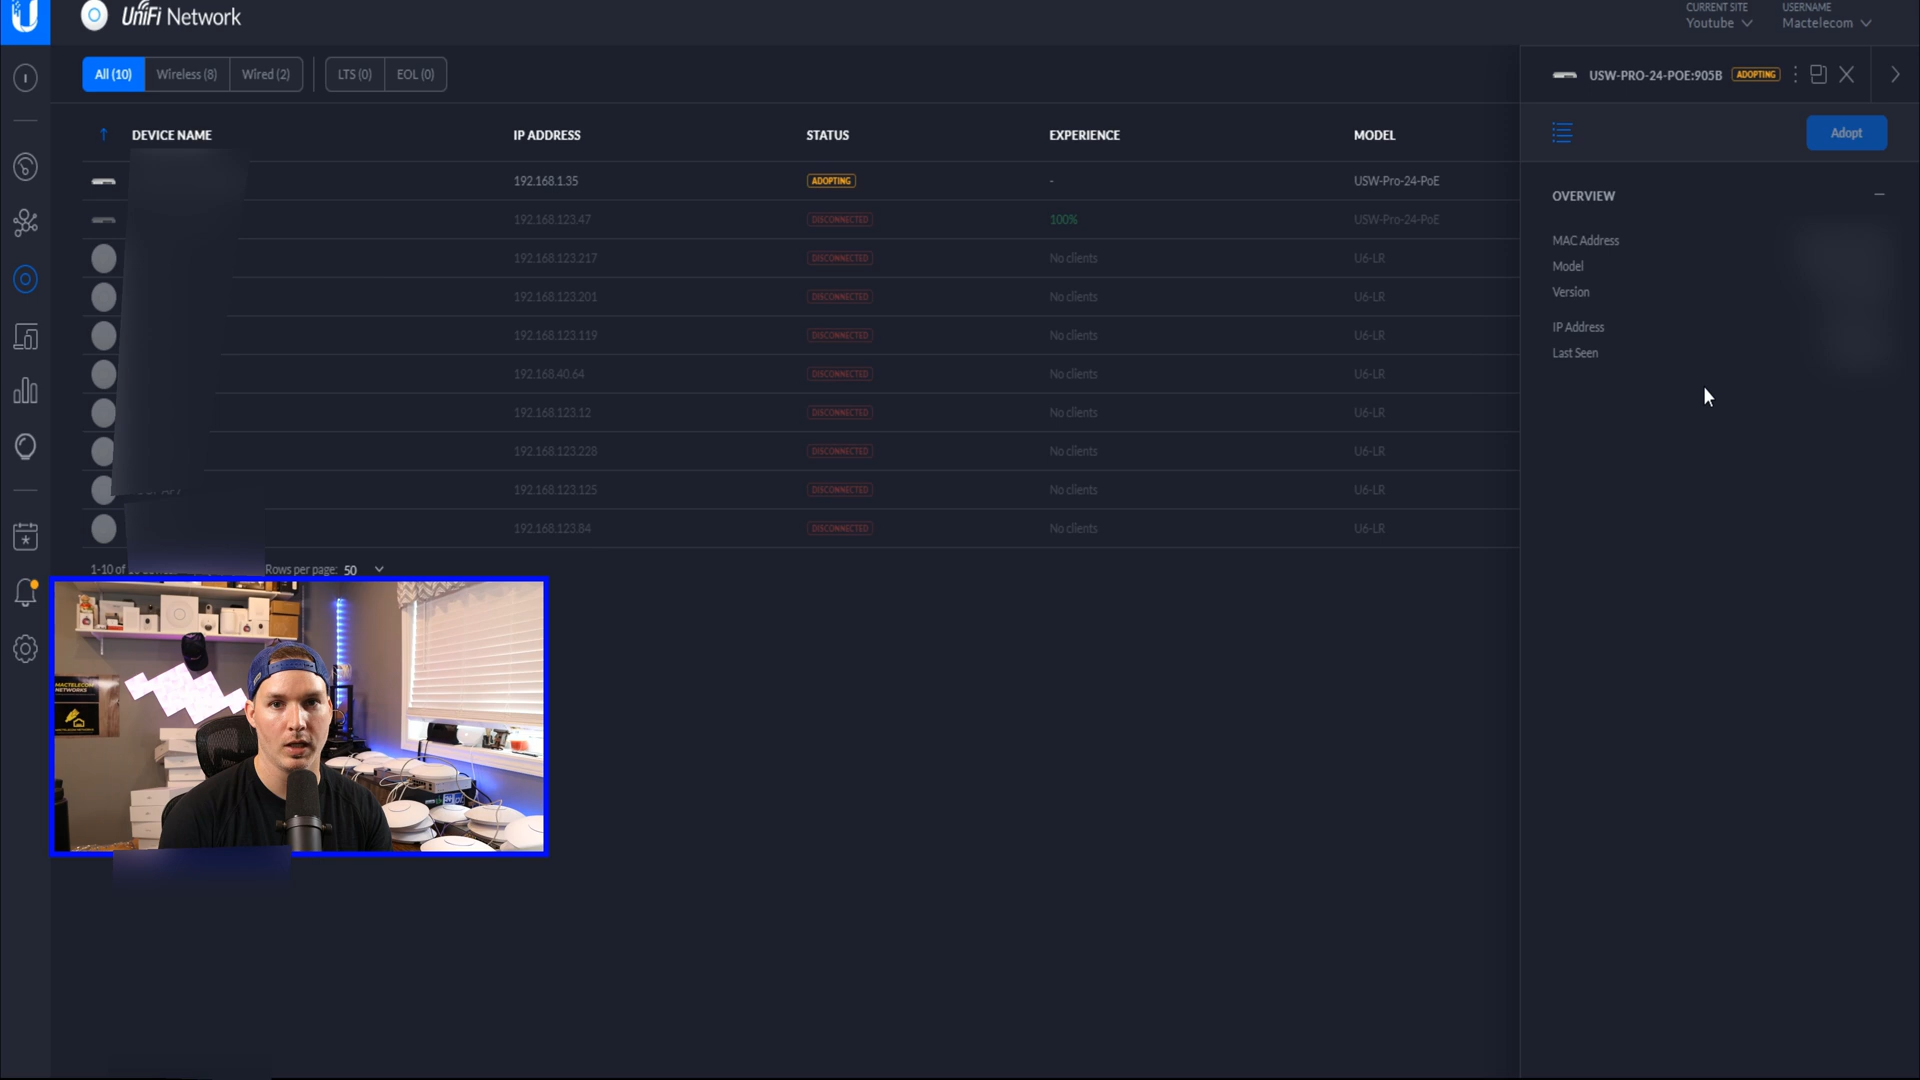 UniFi Network
CURRENT SITE
Youtube
USERNAME
Mactelecom
All (10)
Wireless (8)
Wired (2)
LTS (0)
EOL (0)
USW-PRO-24-POE:905B
ADOPTING
Adopt
DEVICE NAME
IP ADDRESS
STATUS
EXPERIENCE
MODEL
192.168.1.35
ADOPTING
-
USW-Pro-24-PoE
192.168.123.47
DISCONNECTED
100%
USW-Pro-24-PoE
192.168.123.217
DISCONNECTED
No clients
U6-LR
192.168.123.201
DISCONNECTED
No clients
U6-LR
192.168.123.119
DISCONNECTED
No clients
U6-LR
192.168.40.64
DISCONNECTED
No clients
U6-LR
192.168.123.12
DISCONNECTED
No clients
U6-LR
192.168.123.228
DISCONNECTED
No clients
U6-LR
192.168.123.125
DISCONNECTED
No clients
U6-LR
192.168.123.84
DISCONNECTED
No clients
U6-LR
1-10 of
Rows per page: 50
OVERVIEW
MAC Address
Model
Version
IP Address
Last Seen
MACTELECOM
NETWORKS